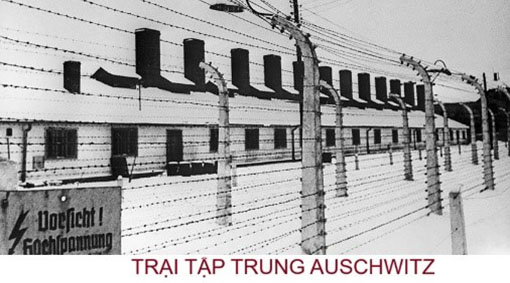 Vorsicht!
Hochspannung
TRẠI TẬP TRUNG AUSCHWITZ